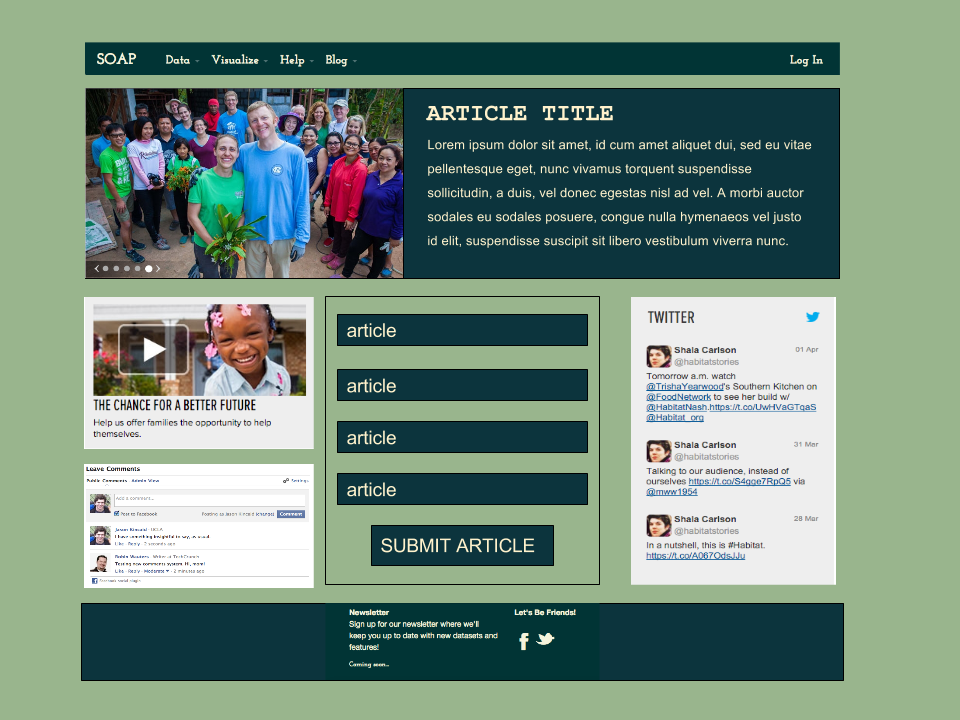 SOAP Data Visualize Help Blog Log In
ARTICLE TITLE
Lorem ipsum dolor sit amet, id cum amet aliquet dui, sed eu vitae
pellentesque eget, nunc vivamus torquent suspendisse
sollicitudin, a duis, vel donec egestas nisl ad vel. A morbi auctor
sodales eu sodales posuere, congue nulla hymenaeos vel justo
id elit, suspendisse suscipit sit libero vestibulum viverra nunc.
THE CHANCE FOR A BETTER FUTURE
Help us offer families the opportunity to help
themselves.
Leave Comments
Public Comments · Admin View Settings
Add a comment...
Post to Facebook Posting as Jason Kincaid (change) Comment
Jason Kincaid · UCLA
I have something insightful to say, as usual
Like · Reply · 2 seconds ago
Robin Wauters · Writer at TechCrunch
Testing new comments system. Hi, mom!
Like · Reply · Moderate · 2 minutes ago
Facebook social plugin
article
article
article
article
SUBMIT ARTICLE
TWITTER
Shala Carlson 01 Apr
@habitatstories
Tomorrow a.m. watch
@TrishaYearwood's Southern Kitchen on
@FoodNetwork to see her build w/
@HabitatNash.https://t.co/UwHVaGTqaS
@Habitat_org
Shala Carlson 31 Mar
@habitatstories
Talking to our audience, instead of
ourselves https://t.co/S4gge7RpQ5 via
@mww1954
Shala Carlson 28 Mar
@habitatstories
In a nutshell, this is #Habitat.
https://t.co/A067OdsJJu
Newsletter
Sign up for our newsletter where we'll
keep you up to date with new datasets and
features!
Coming soon...
Let's Be Friends!